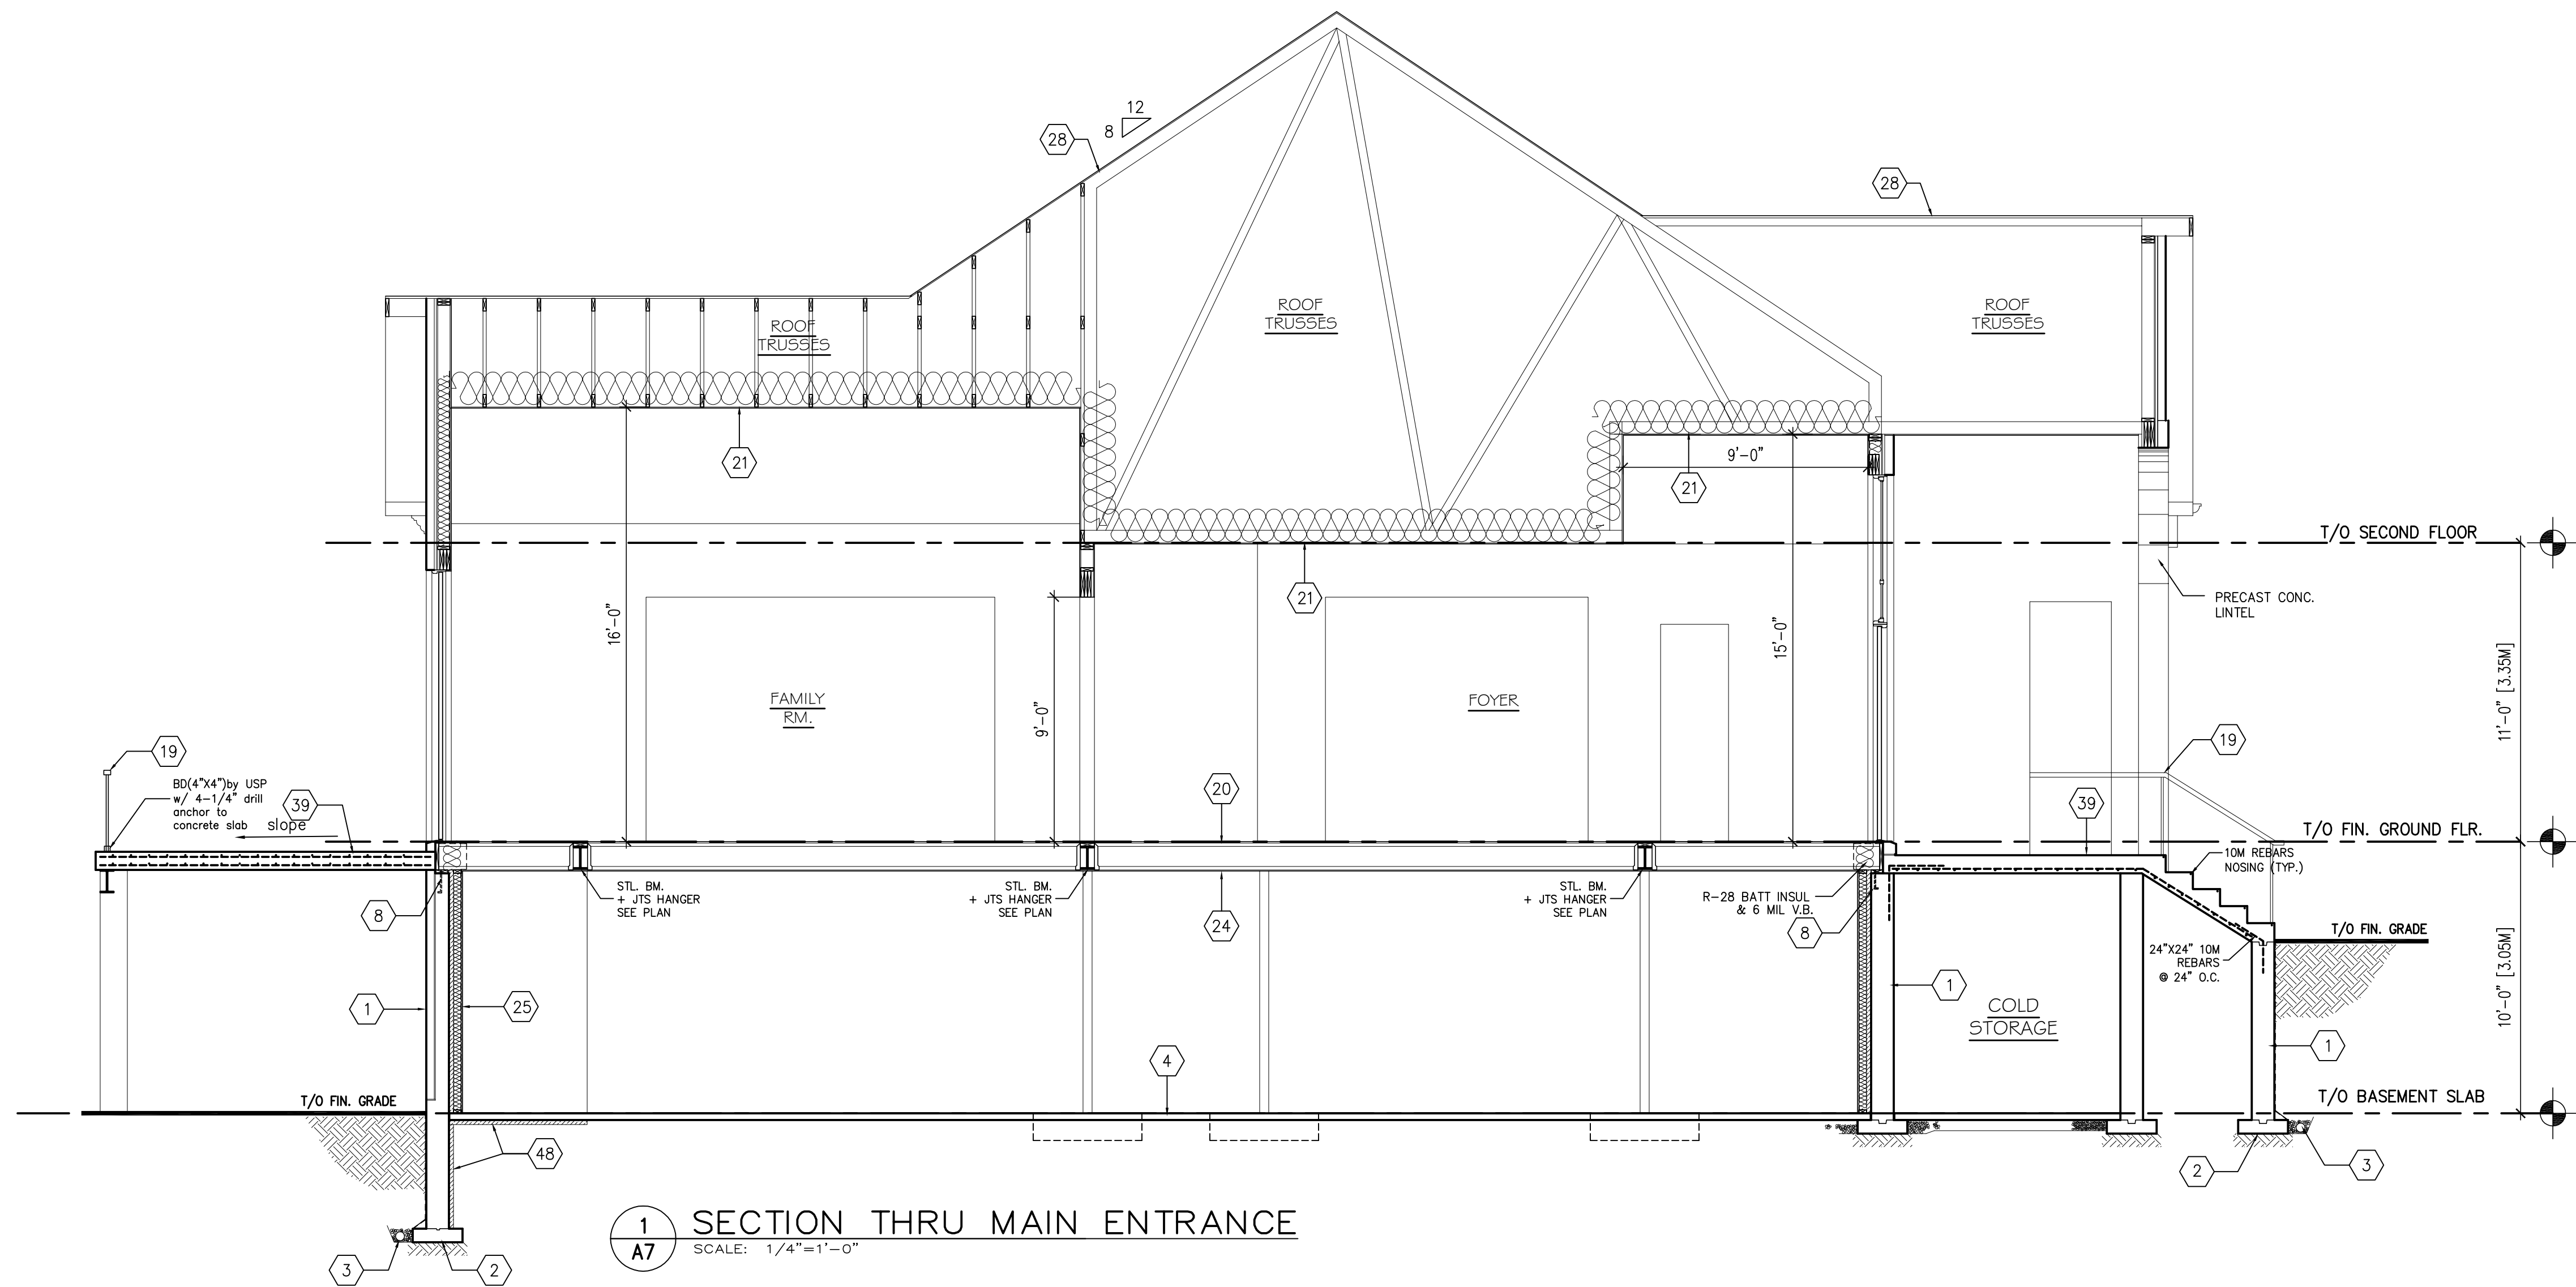 12
8
28
28
ROOF
TRUSSES
ROOF
TRUSSES
ROOF
TRUSSES
21
9'-0"
21
T/O SECOND FLOOR
21
PRECAST CONC.
LINTEL
16'-0"
15'-0"
11'-0" [3.35M]
FAMILY
RM.
9'-0"
FOYER
19
19
BD(4"X4")by USP
w/ 4-1/4" drill
anchor to
concrete slab
39
slope
20
39
T/O FIN. GROUND FLR.
10M REBARS
NOSING (TYP.)
8
STL. BM.
+ JTS HANGER
SEE PLAN
STL. BM.
+ JTS HANGER
SEE PLAN
24
STL. BM.
+ JTS HANGER
SEE PLAN
R-28 BATT INSUL
& 6 MIL V.B.
8
T/O FIN. GRADE
24"X24" 10M
REBARS
@ 24" O.C.
10'-0" [3.05M]
1
25
1
COLD
STORAGE
4
1
T/O FIN. GRADE
T/O BASEMENT SLAB
48
2
3
1
A7
SECTION THRU MAIN ENTRANCE
SCALE: 1/4"=1'-0"
3
2